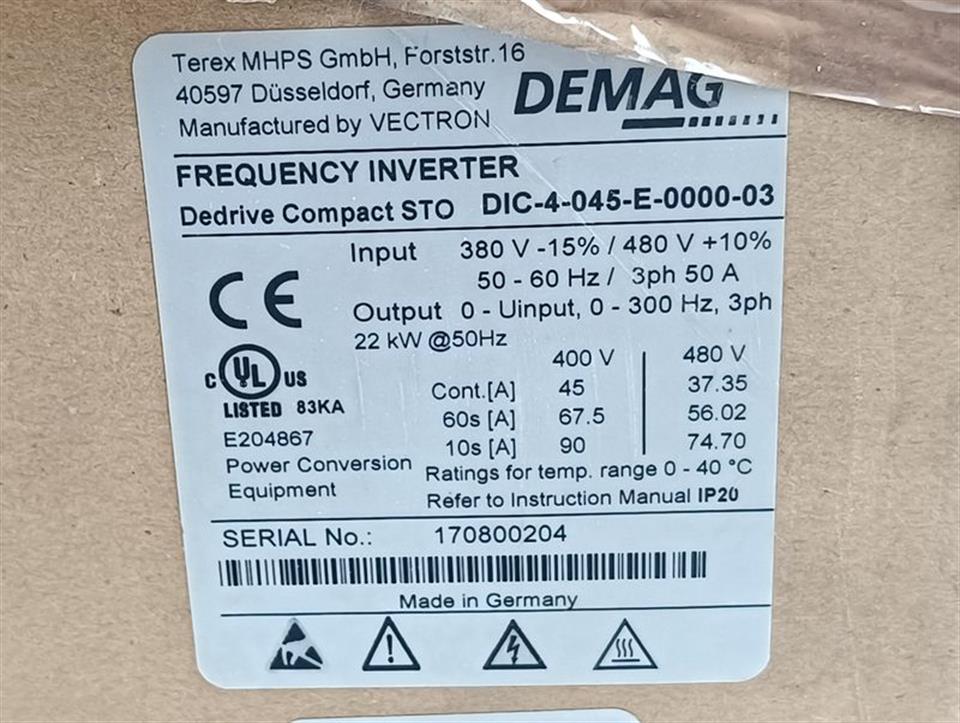 Terex MHPS GmbH, Forststr.16
40597 Düsseldorf, Germany
Manufactured by VECTRON
DEMAG
FREQUENCY INVERTER
Dedrive Compact STO DIC-4-045-E-0000-03
Input 380 V -15% / 480 V +10%
50 - 60 Hz / 3ph 50 A
Output 0 - Uinput, 0 - 300 Hz, 3ph
22 kW @50Hz
400 V 480 V
Cont.[A] 45 37.35
60s [A] 67.5 56.02
10s [A] 90 74.70
CE
C UL US
LISTED 83KA
E204867
Power Conversion
Equipment
Ratings for temp. range 0 - 40 °C
Refer to Instruction Manual IP20
SERIAL No.: 170800204
Made in Germany